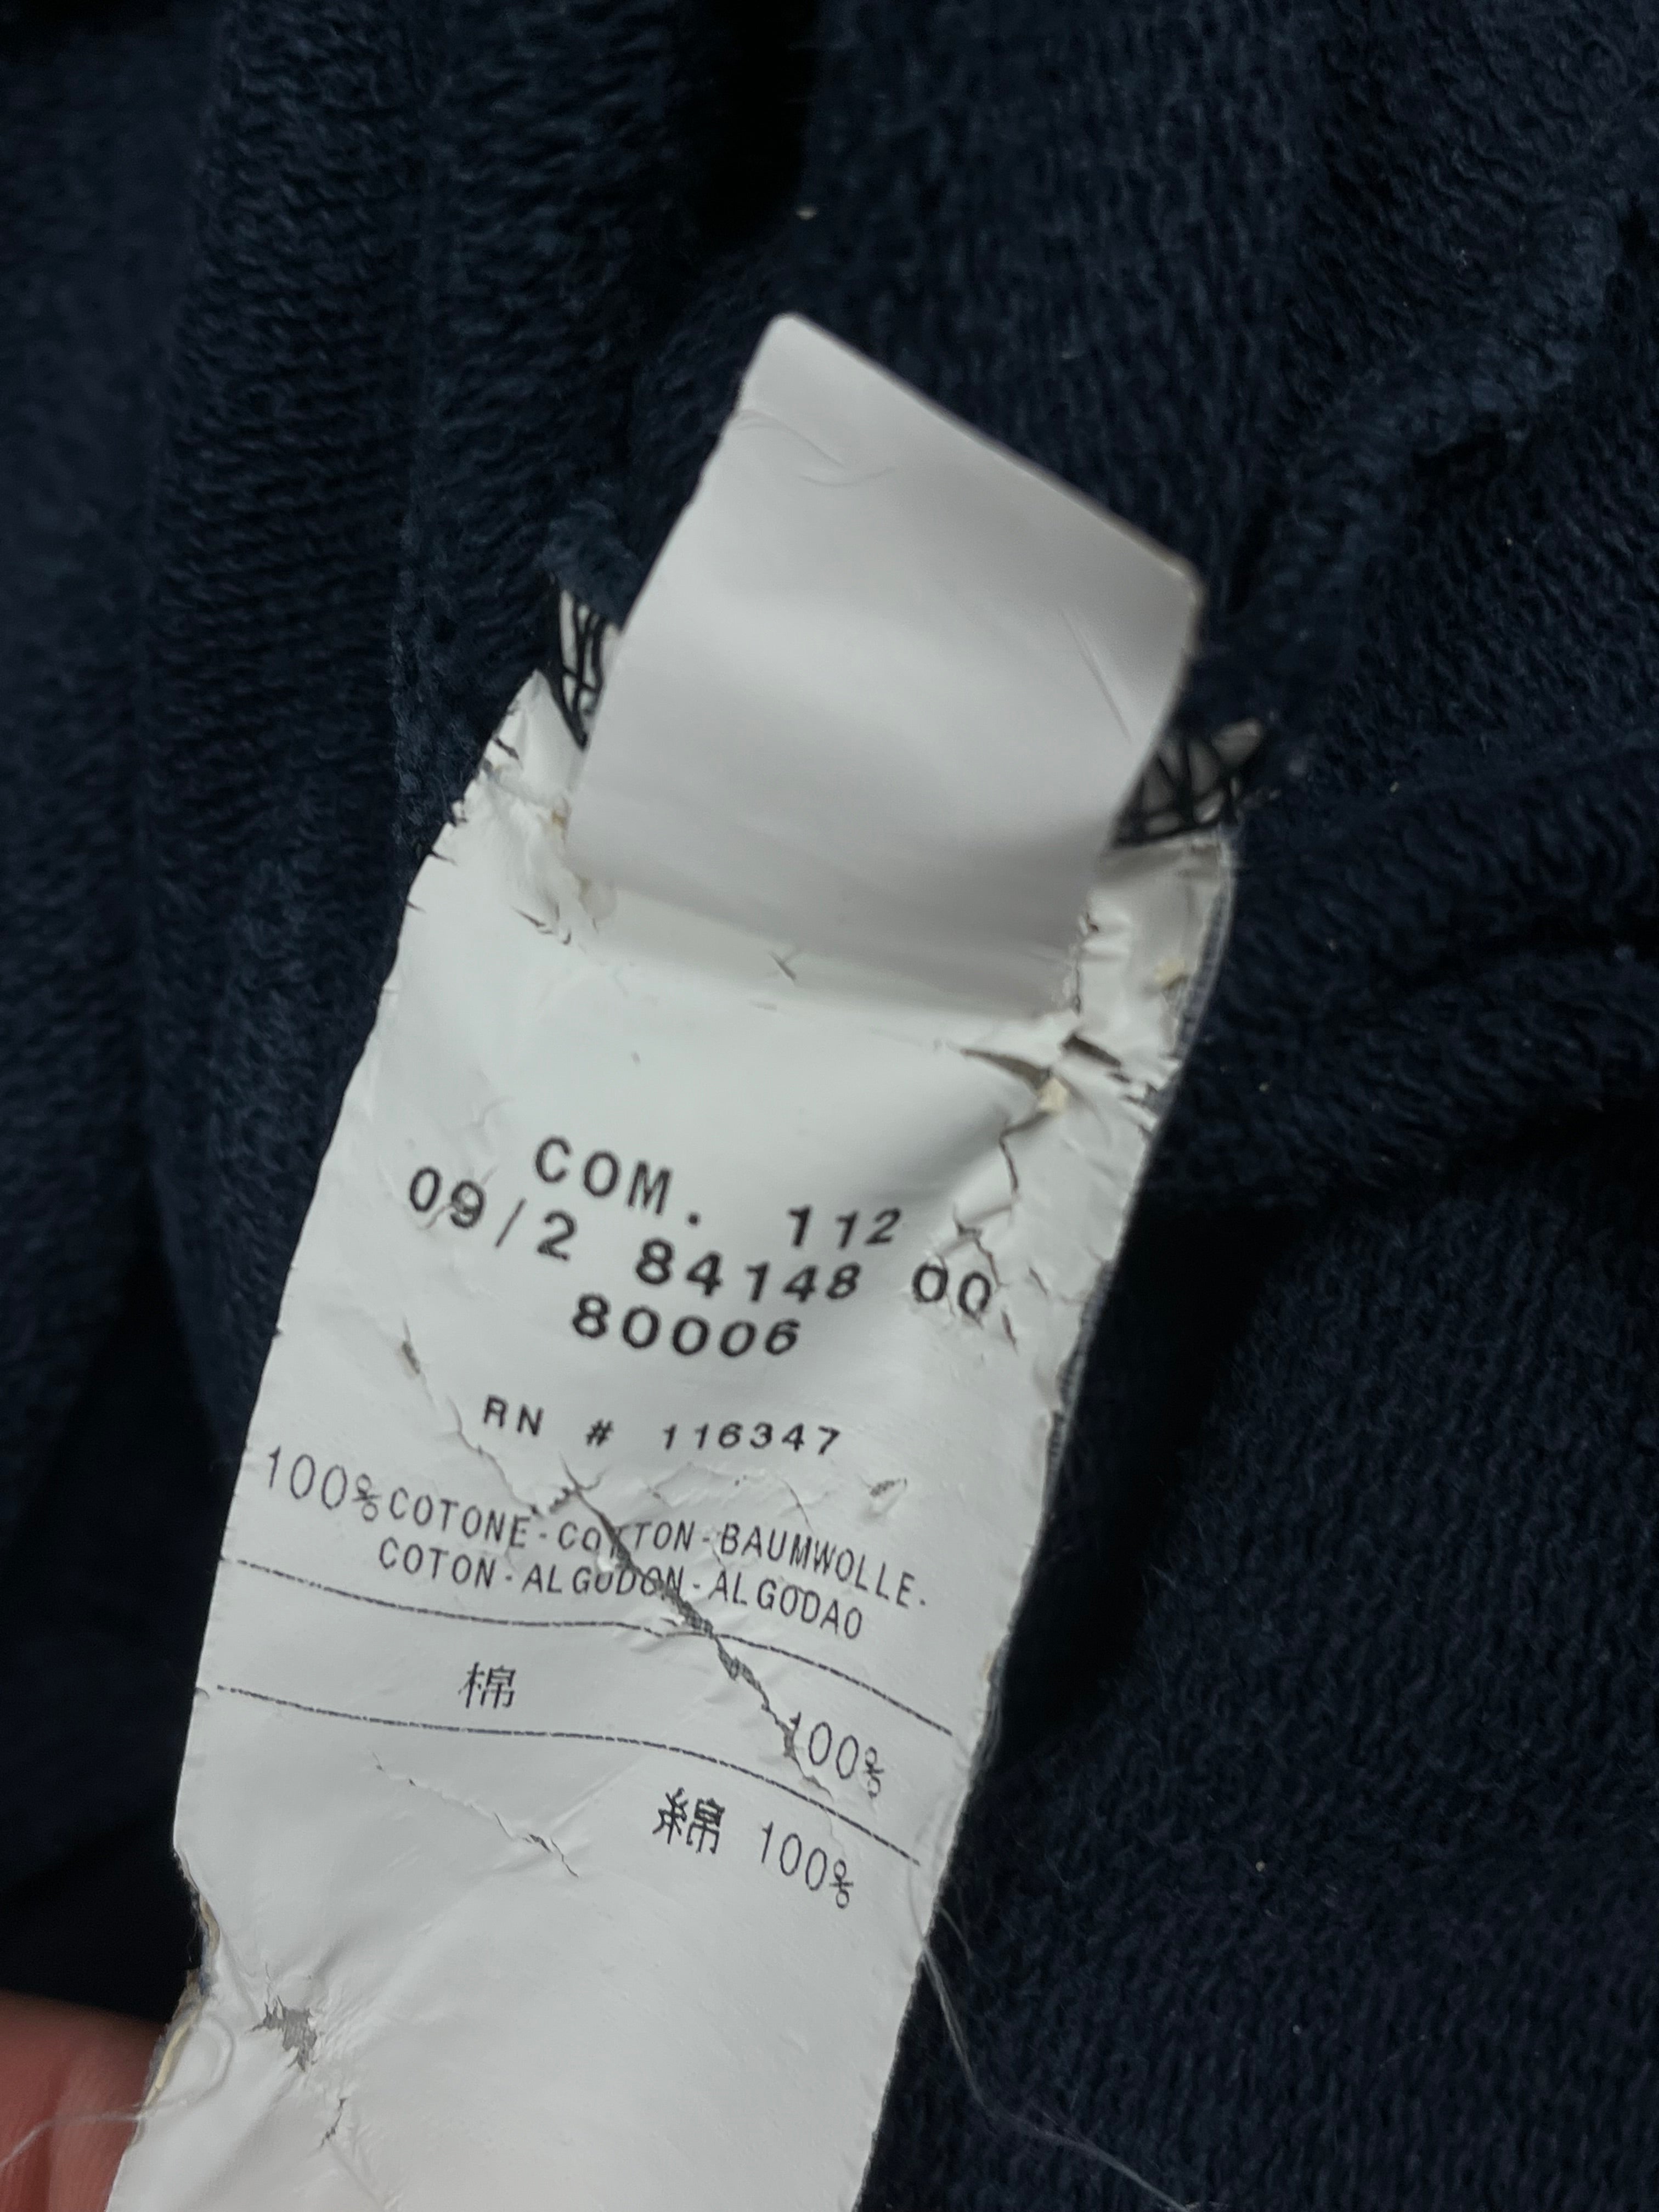 COM. 112
09/2 84148 00
80006
RN # 116347
100% COTONE-COTTON-BAUMWOLLE-
COTON-ALGODON-ALGODAO
棉 100%
綿 100%